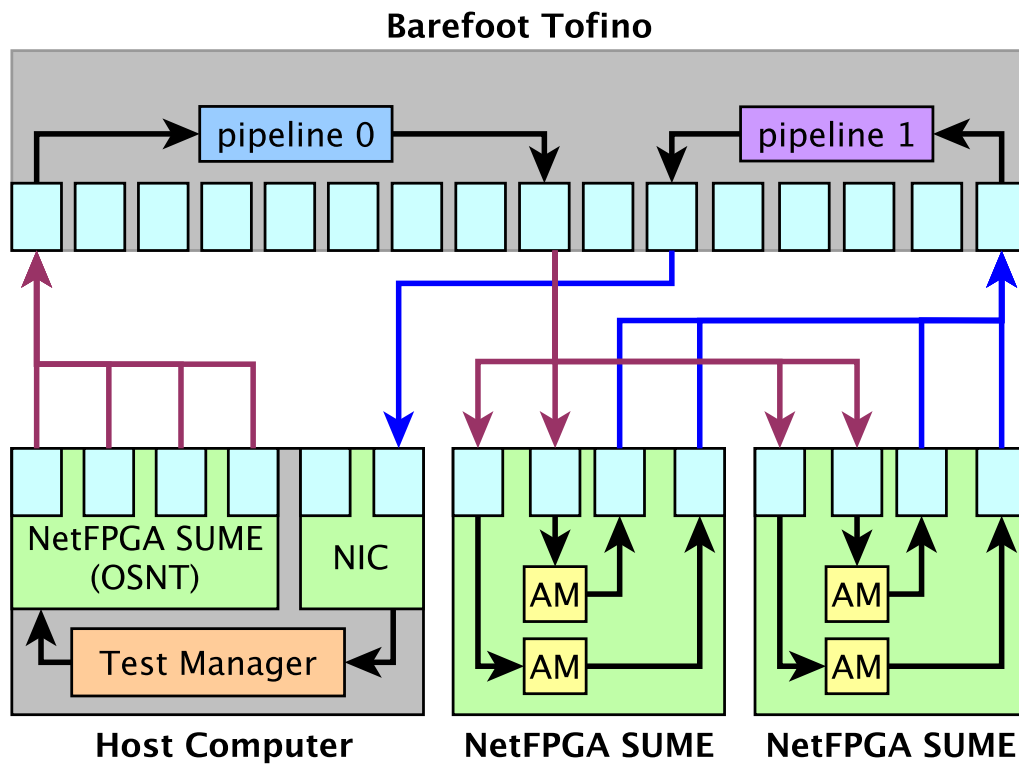 Barefoot Tofino
pipeline 0
pipeline 1
NetFPGA SUME
(OSNT)
NIC
AM
AM
AM
AM
Test Manager
Host Computer
NetFPGA SUME
NetFPGA SUME